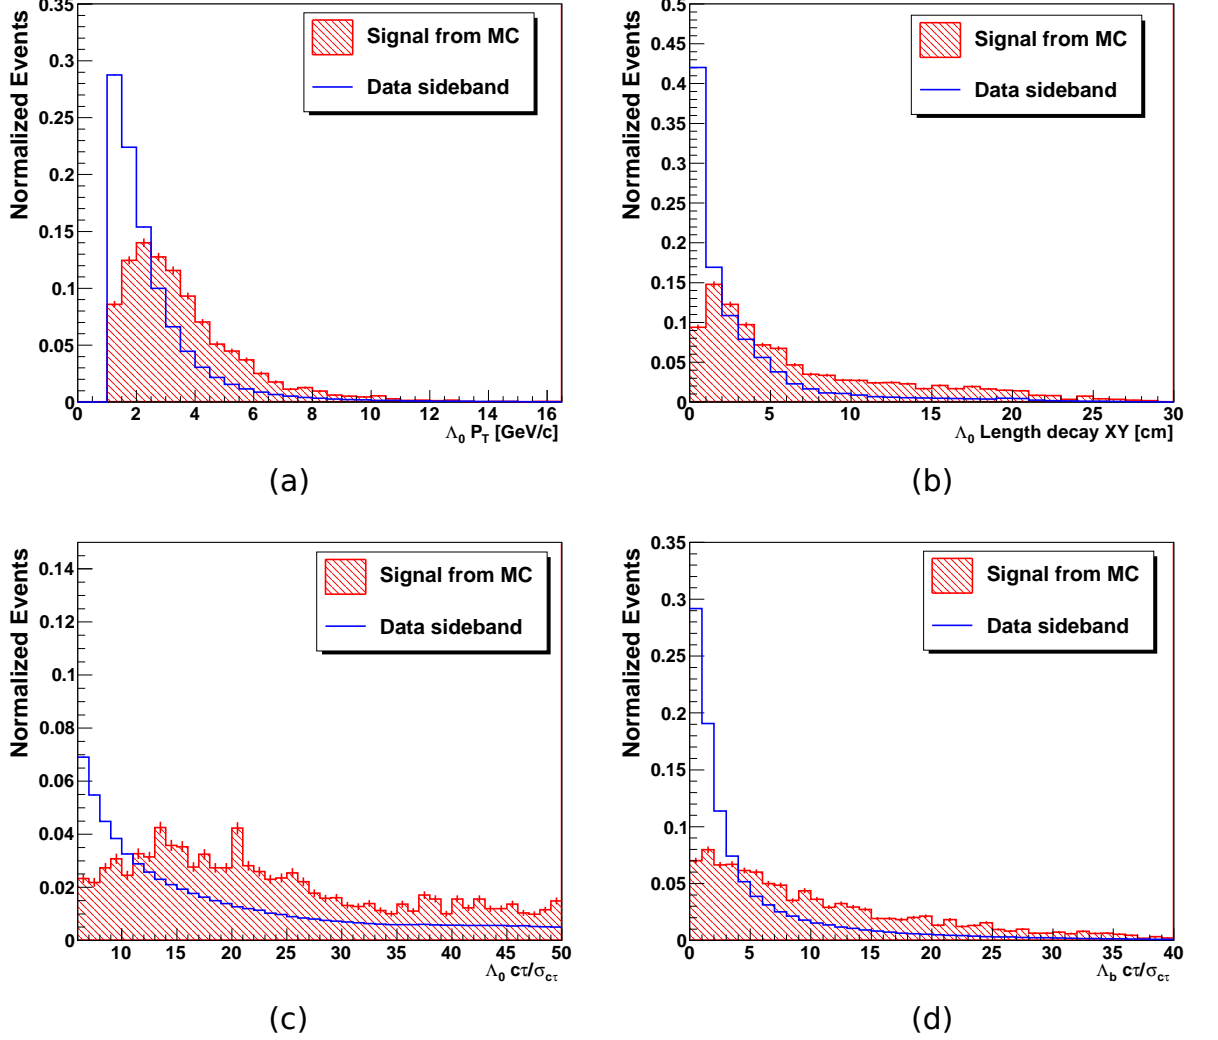 Normalized Events
0.35
0.3
0.25
0.2
0.15
0.1
0.05
0
Signal from MC
Data sideband
2 4 6 8 10 12 14 16
Λ0 PT [GeV/c]
(a)
Normalized Events
0.5
0.45
0.4
0.35
0.3
0.25
0.2
0.15
0.1
0.05
0
Signal from MC
Data sideband
0 5 10 15 20 25 30
Λ0 Length decay XY [cm]
(b)
Normalized Events
0.14
0.12
0.1
0.08
0.06
0.04
0.02
0
Signal from MC
Data sideband
10 15 20 25 30 35 40 45 50
Λ0 cτ/σcτ
(c)
Normalized Events
0.35
0.3
0.25
0.2
0.15
0.1
0.05
0
Signal from MC
Data sideband
0 5 10 15 20 25 30 35 40
Λb cτ/σcτ
(d)